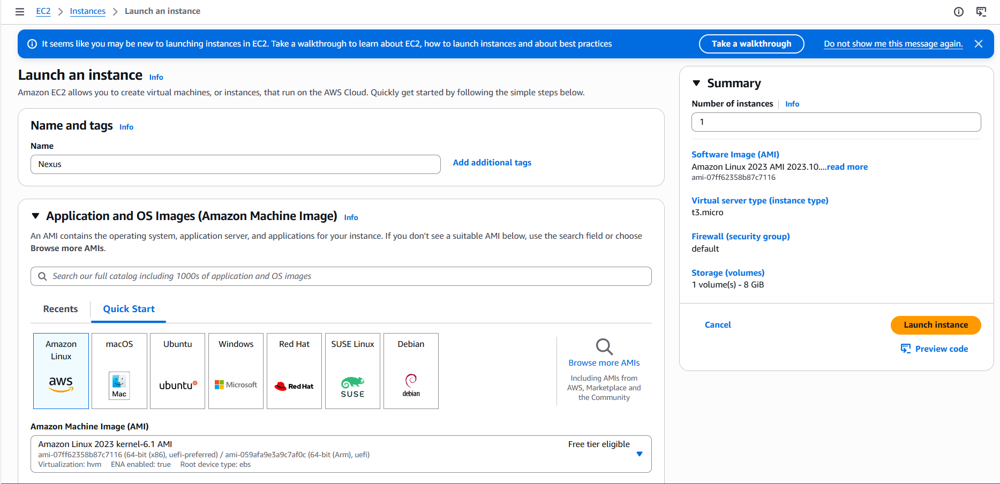 EC2 > Instances > Launch an instance
It seems like you may be new to launching instances in EC2. Take a walkthrough to learn about EC2, how to launch instances and about best practices
Take a walkthrough
Do not show me this message again.
Launch an instance Info
Amazon EC2 allows you to create virtual machines, or instances, that run on the AWS Cloud. Quickly get started by following the simple steps below.
Name and tags Info
Name
Nexus
Add additional tags
Application and OS Images (Amazon Machine Image) Info
An AMI contains the operating system, application server, and applications for your instance. If you don't see a suitable AMI below, use the search field or choose
Browse more AMIs.
Search our full catalog including 1000s of application and OS images
Recents
Quick Start
Amazon
Linux
aws
macOS
Mac
Ubuntu
ubuntu
Windows
Microsoft
Red Hat
Red Hat
SUSE Linux
SUSE
Debian
debian
Browse more AMIs
Including AMIs from
AWS, Marketplace and
the Community
Amazon Machine Image (AMI)
Amazon Linux 2023 kernel-6.1 AMI
Free tier eligible
ami-07ff62358b87c7116 (64-bit (x86), uefi-preferred) / ami-059afa9e3a9c7af0c (64-bit (Arm), uefi)
Virtualization: hvm ENA enabled: true Root device type: ebs
Summary
Number of instances Info
1
Software Image (AMI)
Amazon Linux 2023 AMI 2023.10....read more
ami-07ff62358b87c7116
Virtual server type (instance type)
t3.micro
Firewall (security group)
default
Storage (volumes)
1 volume(s) - 8 GiB
Cancel
Launch instance
Preview code